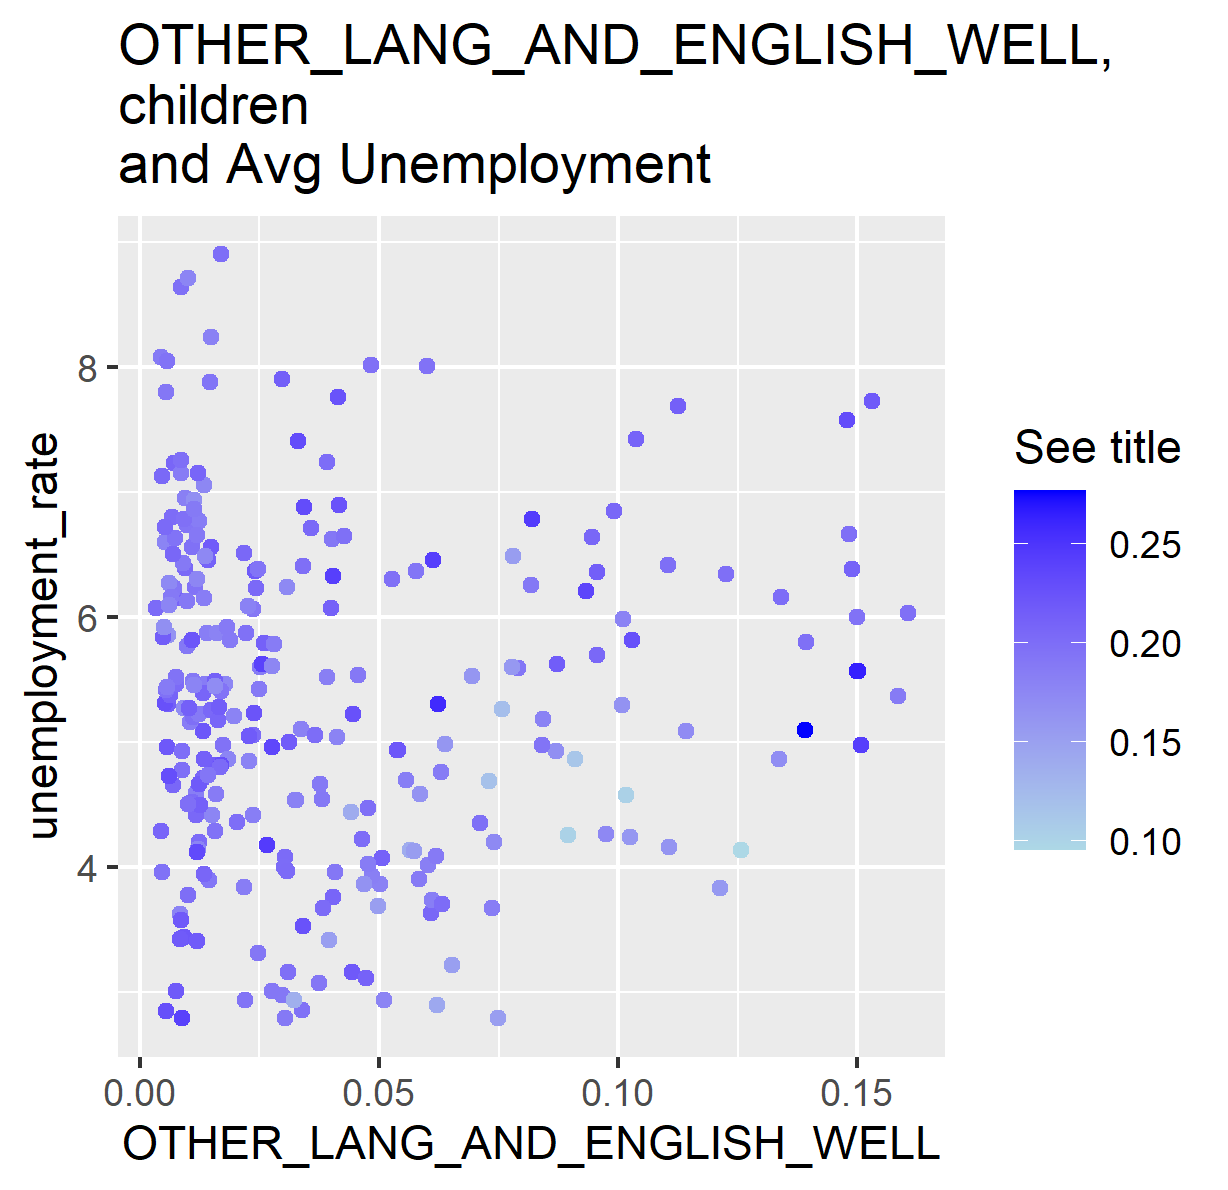 OTHER_LANG_AND_ENGLISH_WELL,
children
and Avg Unemployment
unemployment_rate
8
6
4
0.00 0.05 0.10 0.15
OTHER_LANG_AND_ENGLISH_WELL
See title
0.25
0.20
0.15
0.10